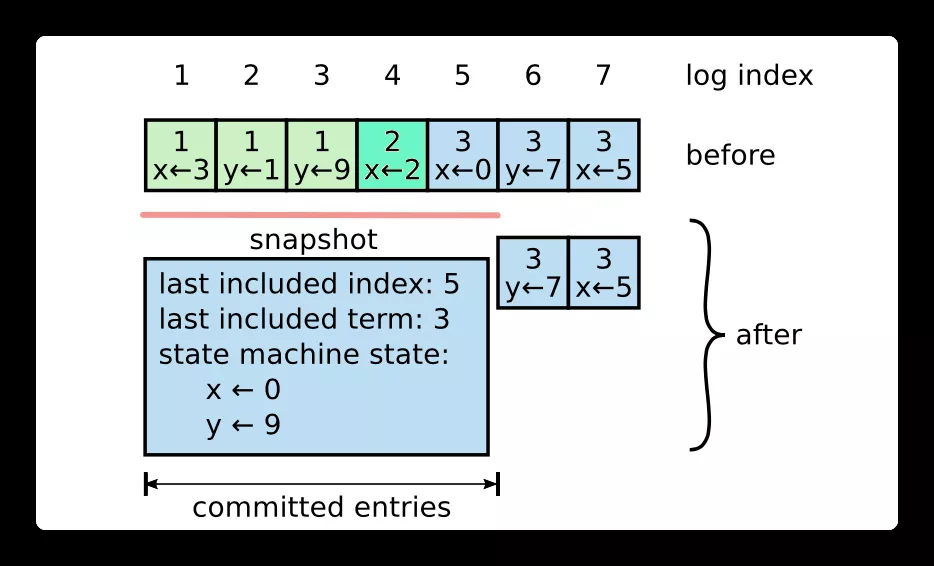 1 2 3 4 5 6 7 log index
1 1 1 2 3 3 3
x←3 y←1 y←9 x←2 x←0 y←7 x←5
before
snapshot
3 3
y←7 x←5
last included index: 5
last included term: 3
state machine state:
x ← 0
y ← 9
after
committed entries